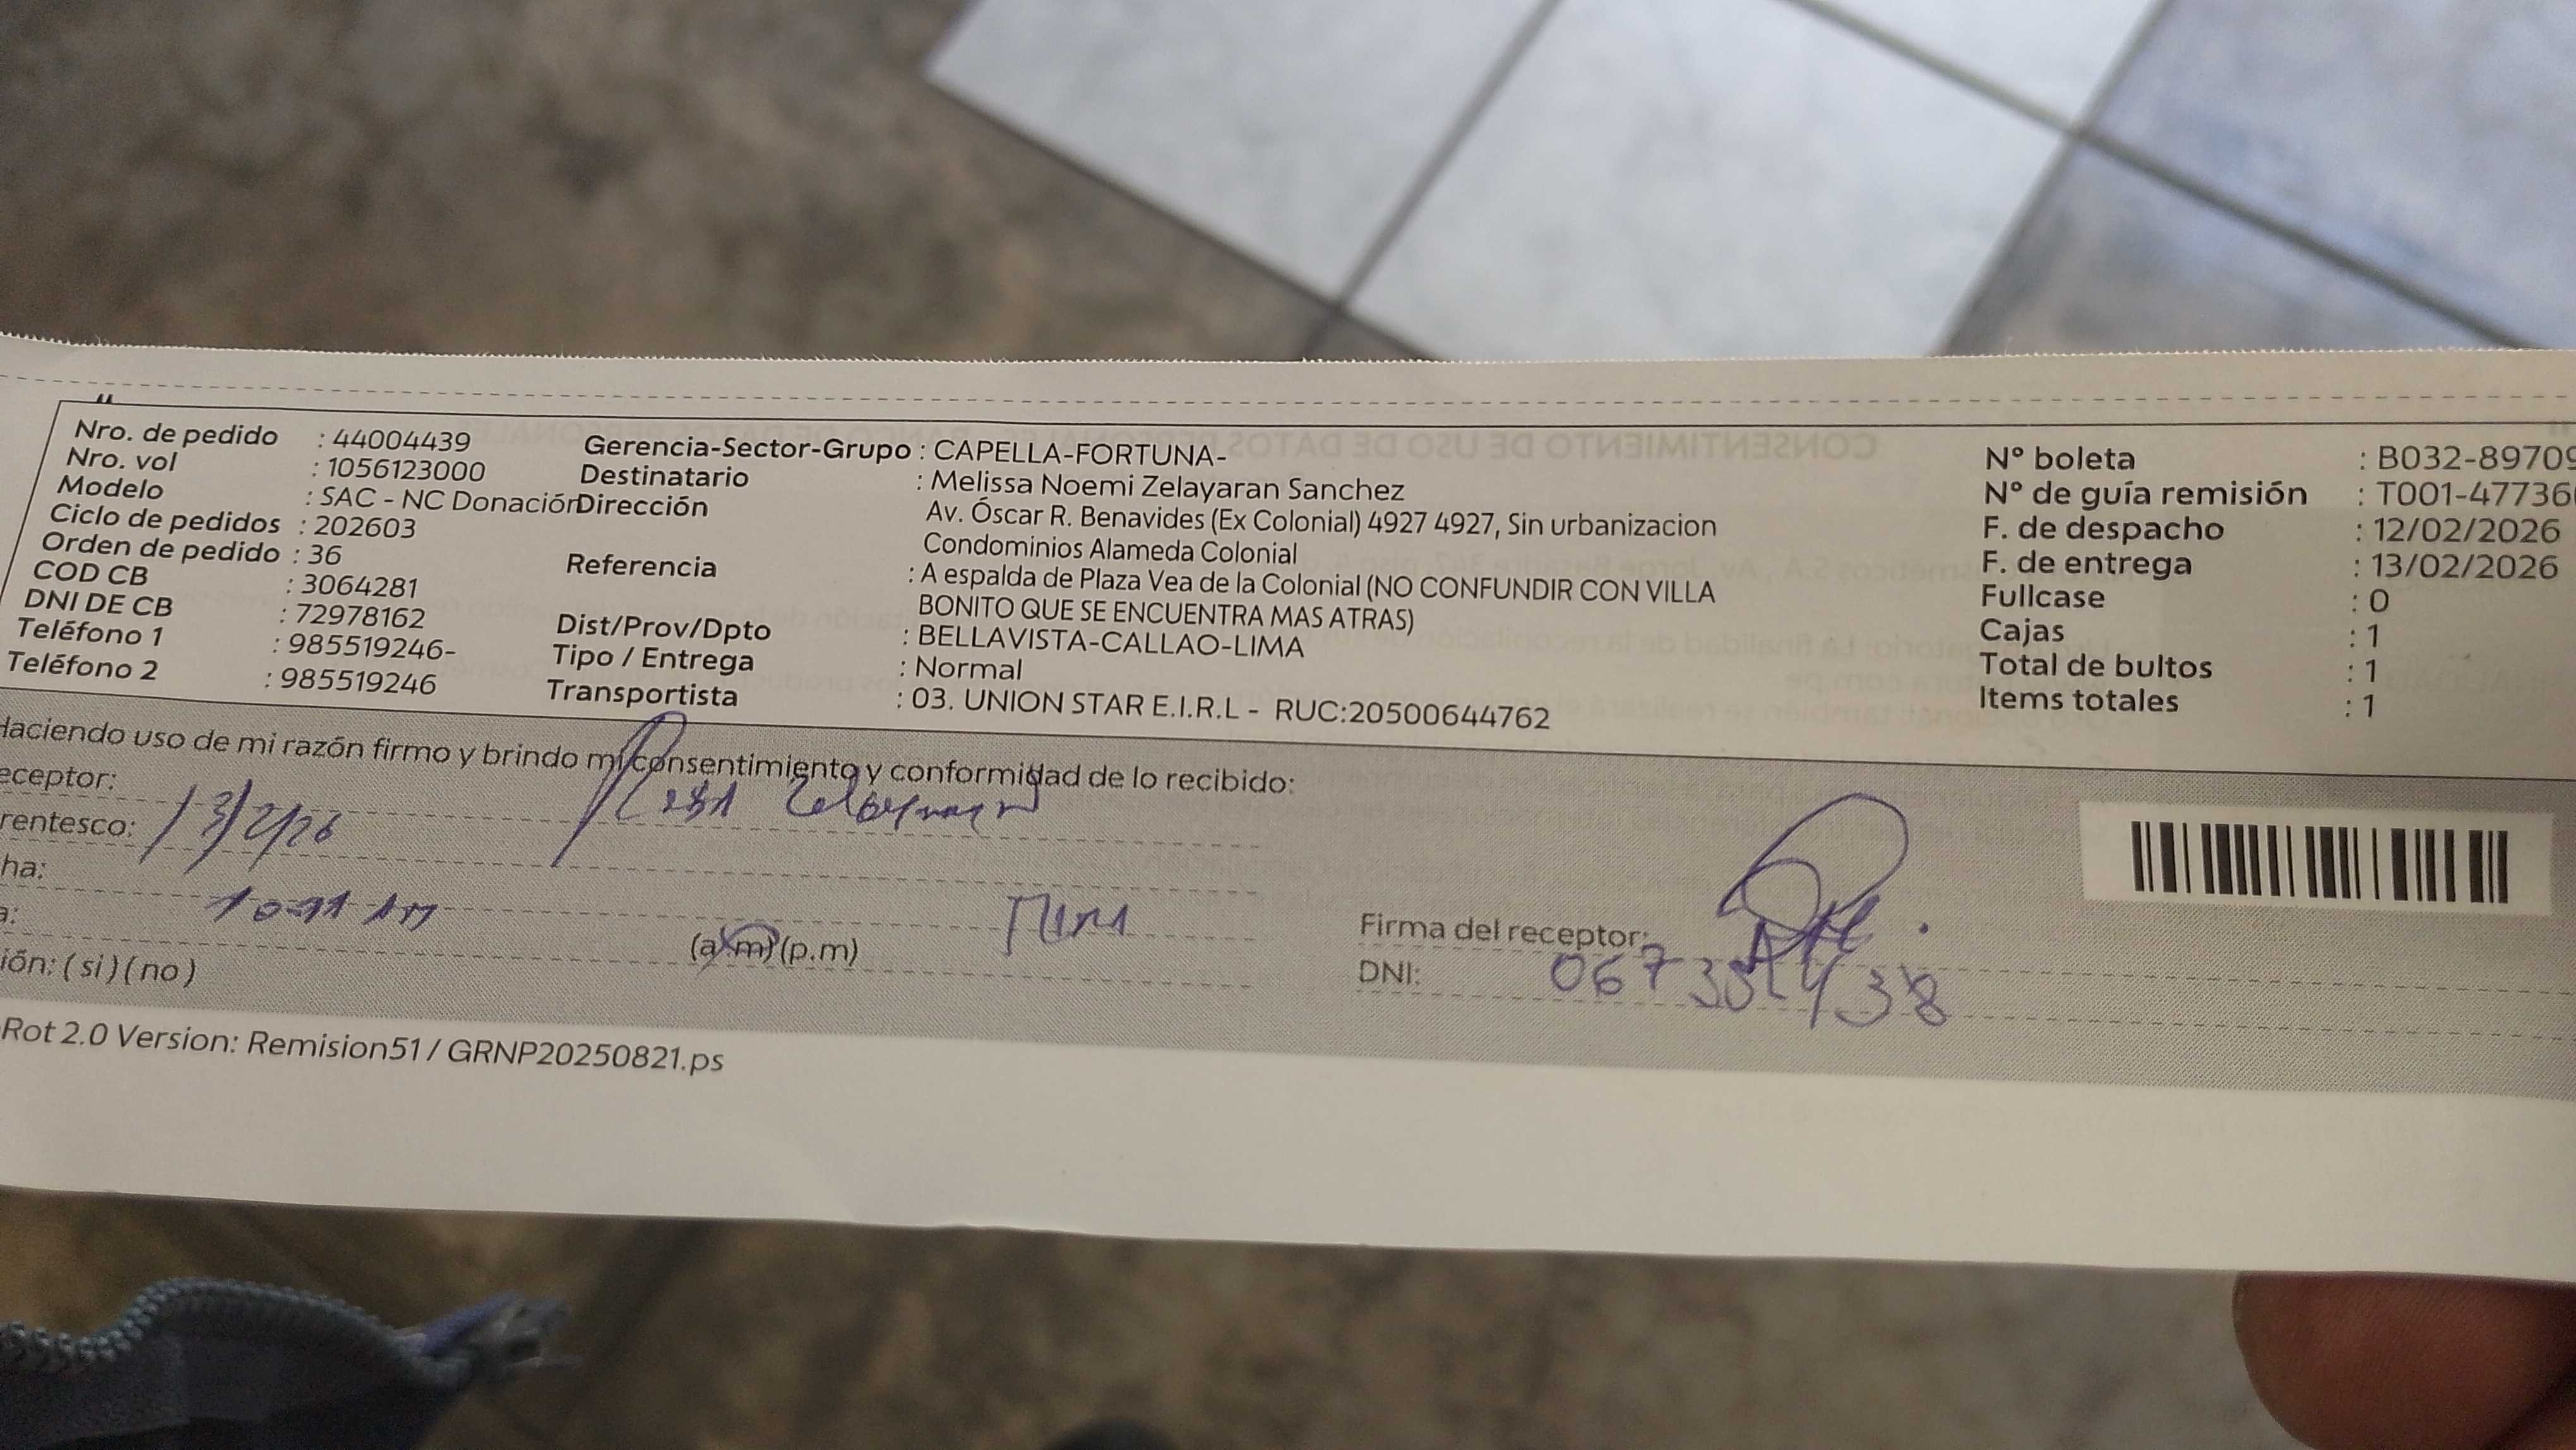 Nro. de pedido : 44004439
Nro. vol : 1056123000
Modelo : SAC - NC Donación
Ciclo de pedidos : 202603
Orden de pedido : 36
COD CB : 3064281
DNI DE CB : 72978162
Teléfono 1 : 985519246-
Teléfono 2 : 985519246
Gerencia-Sector-Grupo : CAPELLA-FORTUNA-
Destinatario : Melissa Noemi Zelayaran Sanchez
Dirección Av. Óscar R. Benavides (Ex Colonial) 4927 4927, Sin urbanizacion
Condominios Alameda Colonial
Referencia : A espalda de Plaza Vea de la Colonial (NO CONFUNDIR CON VILLA
BONITO QUE SE ENCUENTRA MAS ATRAS)
Dist/Prov/Dpto : BELLAVISTA-CALLAO-LIMA
Tipo / Entrega : Normal
Transportista : 03. UNION STAR E.I.R.L - RUC:20500644762
N° boleta : B032-89709
N° de guía remisión : T001-47736
F. de despacho : 12/02/2026
F. de entrega : 13/02/2026
Fullcase : 0
Cajas : 1
Total de bultos : 1
Items totales : 1
Haciendo uso de mi razón firmo y brindo mi consentimiento y conformidad de lo recibido:
eceptor:
rentesco: 13/2/26
ha:
a: (a.m) (p.m)
ión: (si) (no)
Firma del receptor:
DNI:
Rot 2.0 Version: Remision51 / GRNP20250821.ps